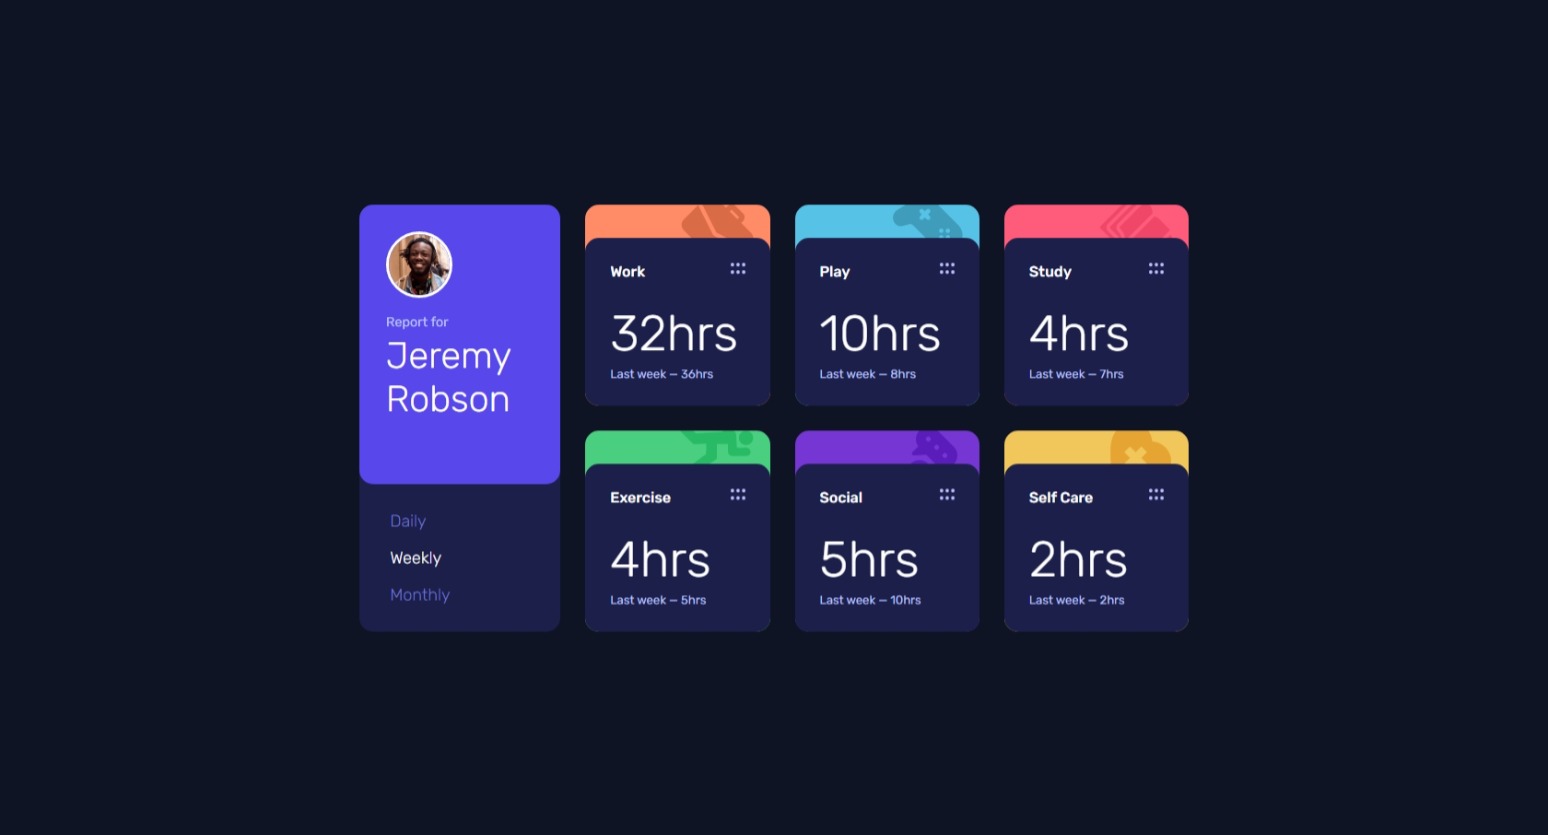 Report for
Jeremy
Robson
Daily
Weekly
Monthly
Work
32hrs
Last week – 36hrs
Play
10hrs
Last week – 8hrs
Study
4hrs
Last week – 7hrs
Exercise
4hrs
Last week – 5hrs
Social
5hrs
Last week – 10hrs
Self Care
2hrs
Last week – 2hrs